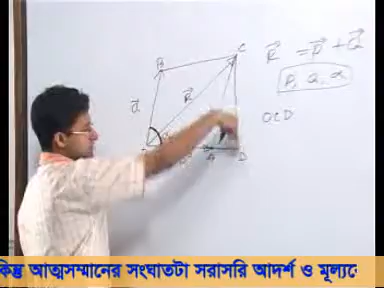 B
C
R = P + Q
P, Q, α
Q
R
OCD
A
D
কিন্তু আত্মসম্মানের সংঘাতটা সরাসরি আদর্শ ও মূল্যবো